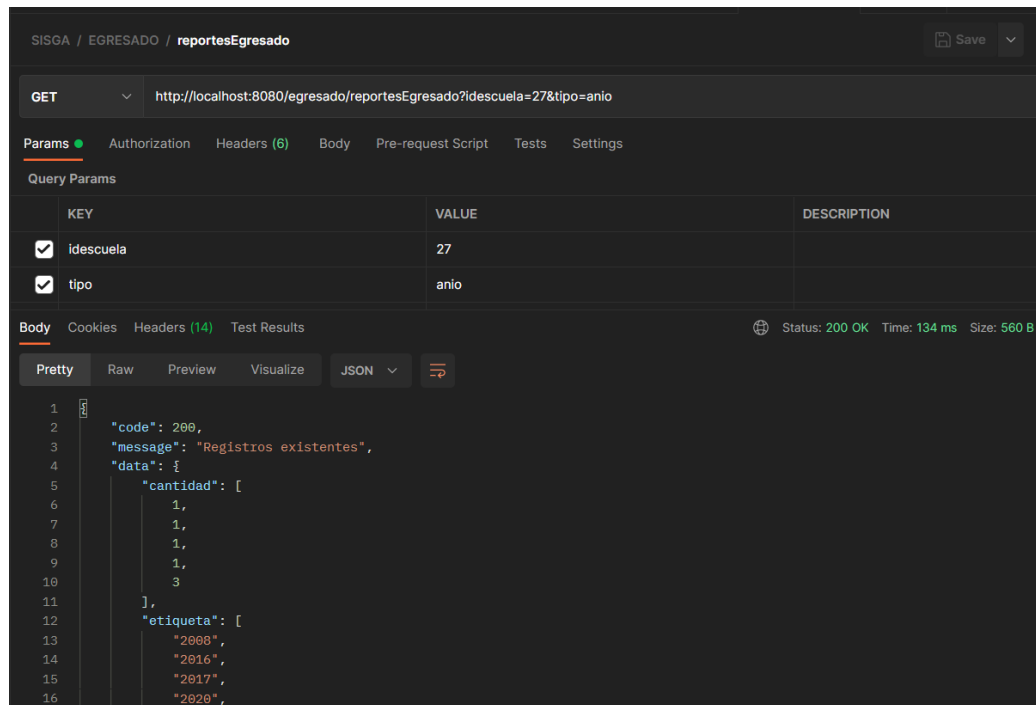 SISGA / EGRESADO / reportesEgresado
Save
GET http://localhost:8080/egresado/reportesEgresado?idescuela=27&tipo=anio
Params Authorization Headers (6) Body Pre-request Script Tests Settings
Query Params
KEY VALUE DESCRIPTION
idescuela 27
tipo anio
Body Cookies Headers (14) Test Results Status: 200 OK Time: 134 ms Size: 560 B
Pretty Raw Preview Visualize JSON
1 {
2 "code": 200,
3 "message": "Registros existentes",
4 "data": {
5 "cantidad": [
6 1,
7 1,
8 1,
9 1,
10 3
11 ],
12 "etiqueta": [
13 "2008",
14 "2016",
15 "2017",
16 "2020",